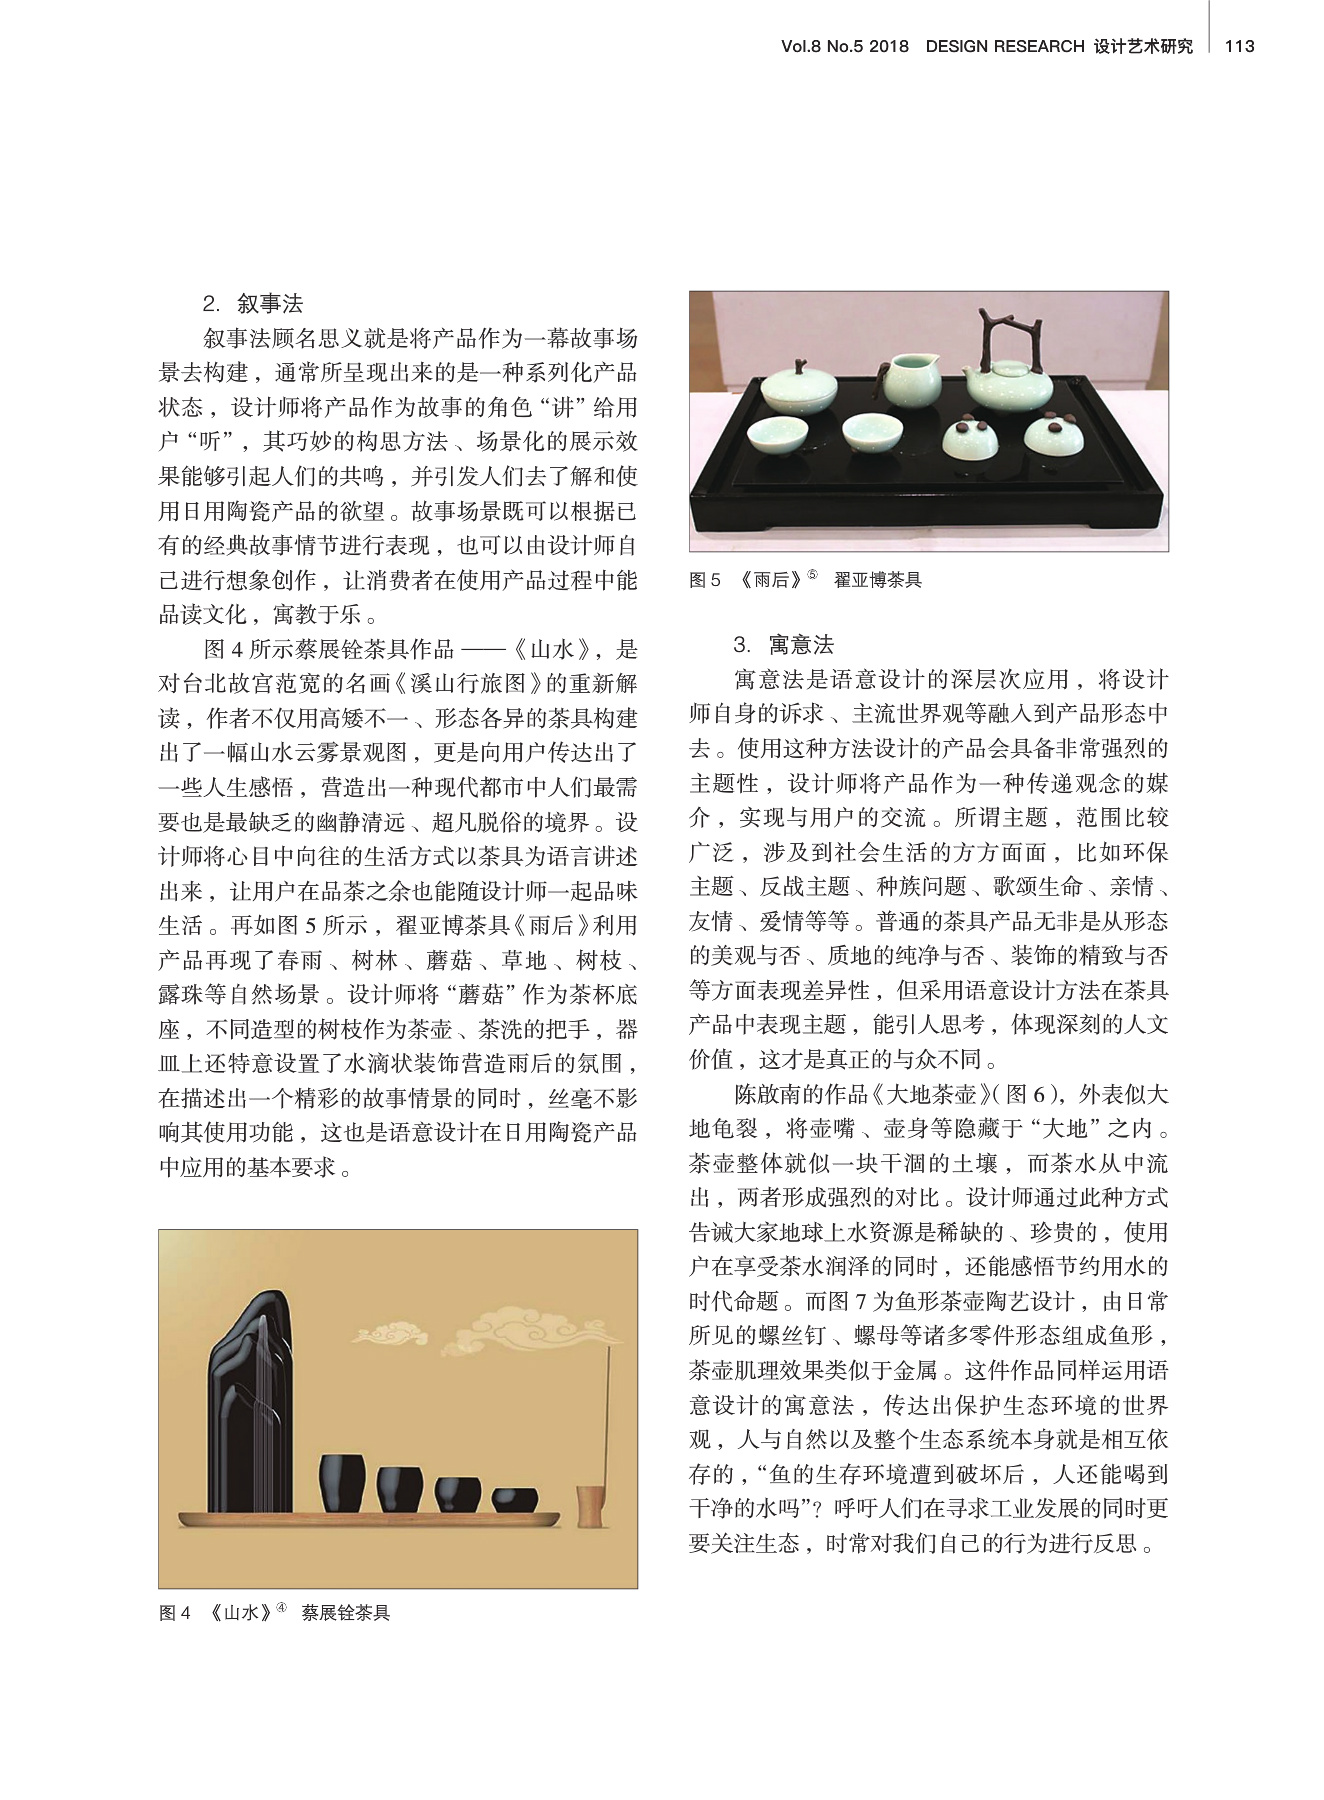 Vol.8 No.5 2018 DESIGN RESEARCH 设计艺术研究 113
2. 叙事法
叙事法顾名思义就是将产品作为一幕故事场
景去构建，通常所呈现出来的是一种系列化产品
状态，设计师将产品作为故事的角色“讲”给用
户“听”，其巧妙的构思方法、场景化的展示效
果能够引起人们的共鸣，并引发人们去了解和使
用日用陶瓷产品的欲望。故事场景既可以根据已
有的经典故事情节进行表现，也可以由设计师自
己进行想象创作，让消费者在使用产品过程中能
品读文化，寓教于乐。
图 4 所示蔡展铨茶具作品 ——《山水》，是
对台北故宫范宽的名画《溪山行旅图》的重新解
读，作者不仅用高矮不一、形态各异的茶具构建
出了一幅山水云雾景观图，更是向用户传达出了
一些人生感悟，营造出一种现代都市中人们最需
要也是最缺乏的幽静清远、超凡脱俗的境界。设
计师将心目中向往的生活方式以茶具为语言讲述
出来，让用户在品茶之余也能随设计师一起品味
生活。再如图 5 所示，翟亚博茶具《雨后》利用
产品再现了春雨、树林、蘑菇、草地、树枝、
露珠等自然场景。设计师将“蘑菇”作为茶杯底
座，不同造型的树枝作为茶壶、茶洗的把手，器
皿上还特意设置了水滴状装饰营造雨后的氛围，
在描述出一个精彩的故事情景的同时，丝毫不影
响其使用功能，这也是语意设计在日用陶瓷产品
中应用的基本要求。
图 4 《山水》④ 蔡展铨茶具
图 5 《雨后》⑤ 翟亚博茶具
3. 寓意法
寓意法是语意设计的深层次应用，将设计
师自身的诉求、主流世界观等融入到产品形态中
去。使用这种方法设计的产品会具备非常强烈的
主题性，设计师将产品作为一种传递观念的媒
介，实现与用户的交流。所谓主题，范围比较
广泛，涉及到社会生活的方方面面，比如环保
主题、反战主题、种族问题、歌颂生命、亲情、
友情、爱情等等。普通的茶具产品无非是从形态
的美观与否、质地的纯净与否、装饰的精致与否
等方面表现差异性，但采用语意设计方法在茶具
产品中表现主题，能引人思考，体现深刻的人文
价值，这才是真正的与众不同。
陈啟南的作品《大地茶壶》（图 6），外表似大
地龟裂，将壶嘴、壶身等隐藏于“大地”之内。
茶壶整体就似一块干涸的土壤，而茶水从中流
出，两者形成强烈的对比。设计师通过此种方式
告诫大家地球上水资源是稀缺的、珍贵的，使用
户在享受茶水润泽的同时，还能感悟节约用水的
时代命题。而图 7 为鱼形茶壶陶艺设计，由日常
所见的螺丝钉、螺母等诸多零件形态组成鱼形，
茶壶肌理效果类似于金属。这件作品同样运用语
意设计的寓意法，传达出保护生态环境的世界
观，人与自然以及整个生态系统本身就是相互依
存的，“鱼的生存环境遭到破坏后，人还能喝到
干净的水吗”？呼吁人们在寻求工业发展的同时更
要关注生态，时常对我们自己的行为进行反思。